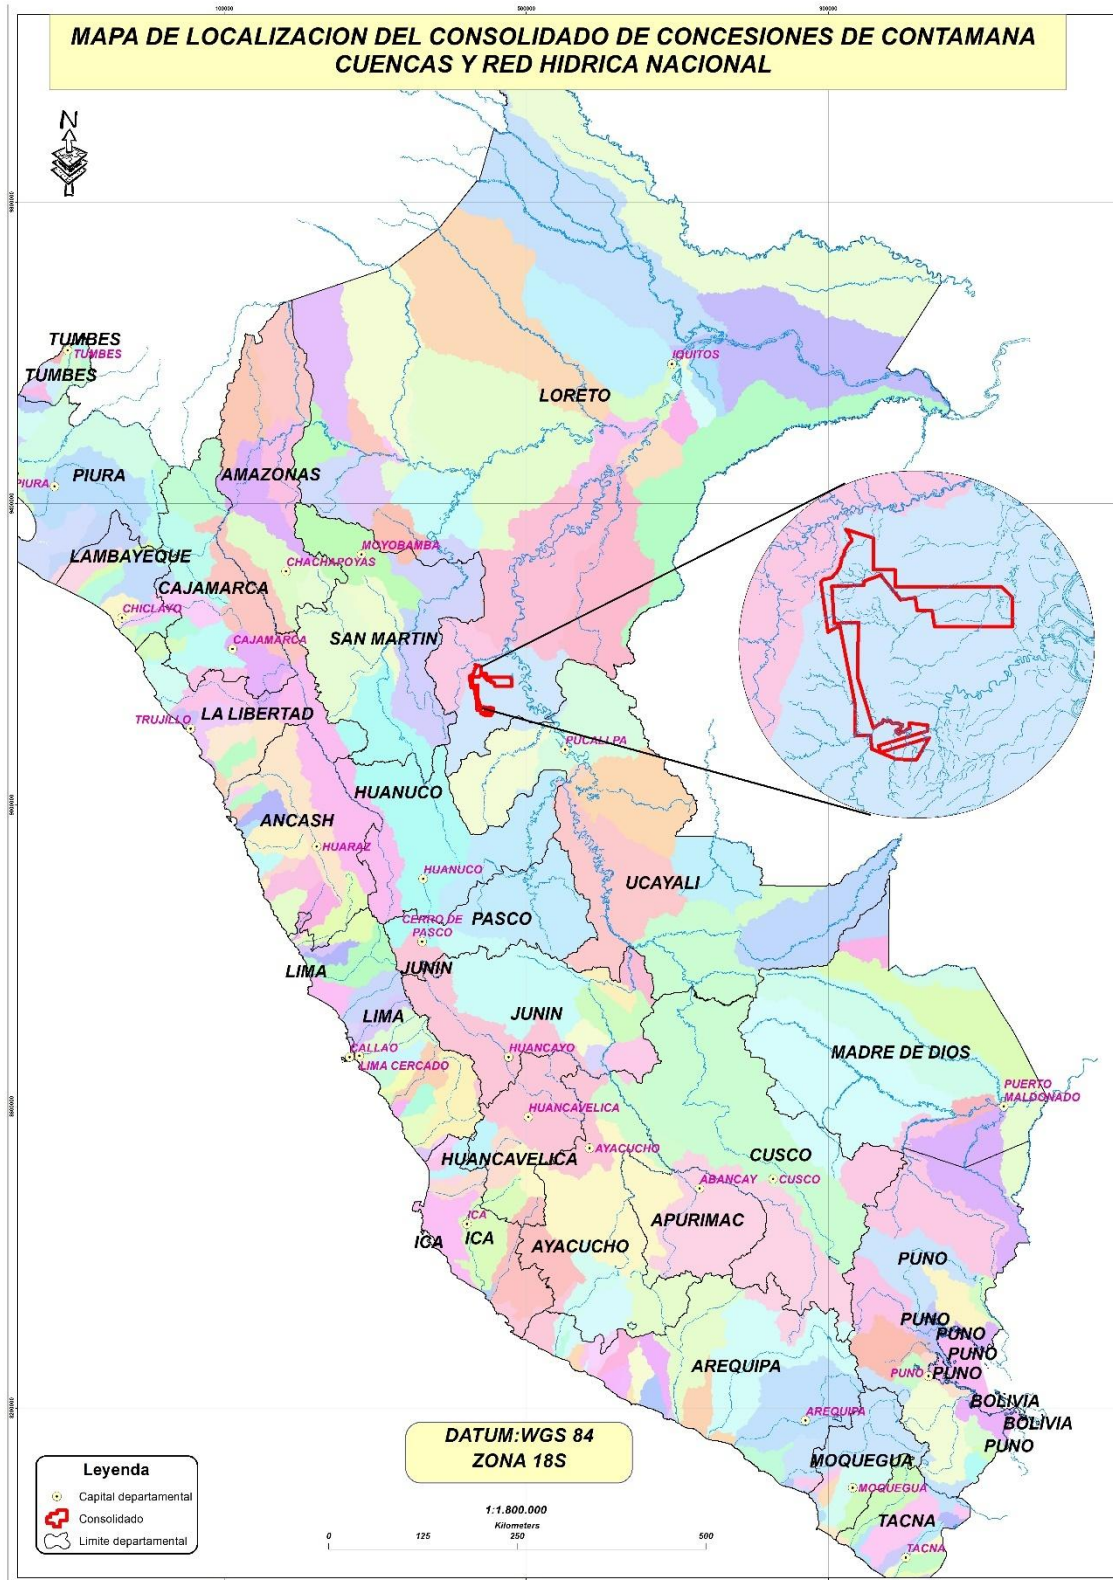 MAPA DE LOCALIZACION DEL CONSOLIDADO DE CONCESIONES DE CONTAMANA
CUENCAS Y RED HIDRICA NACIONAL
100000
500000
900000
N
TUMBES
TUMBES
TUMBES
IQUITOS
LORETO
PIURA
PIURA
AMAZONAS
LAMBAYEQUE
MOYOBAMBA
CHACHAPOYAS
CAJAMARCA
CHICLAYO
CAJAMARCA
SAN MARTIN
LA LIBERTAD
TRUJILLO
PUCALLPA
HUANUCO
ANCASH
HUARAZ
HUANUCO
UCAYALI
CERRO DE
PASCO
PASCO
LIMA
JUNIN
LIMA
JUNIN
CALLAO
LIMA CERCADO
HUANCAYO
MADRE DE DIOS
PUERTO
MALDONADO
HUANCAVELICA
AYACUCHO
HUANCAVELICA
CUSCO
CUSCO
ABANCAY
APURIMAC
ICA
ICA
ICA
AYACUCHO
PUNO
PUNO
PUNO
PUNO
PUNO
PUNO
AREQUIPA
BOLIVIA
BOLIVIA
PUNO
AREQUIPA
DATUM:WGS 84
ZONA 18S
MOQUEGUA
MOQUEGUA
TACNA
TACNA
Leyenda
Capital departamental
Consolidado
Limite departamental
1:1.800.000
Kilometers
0
125
250
500